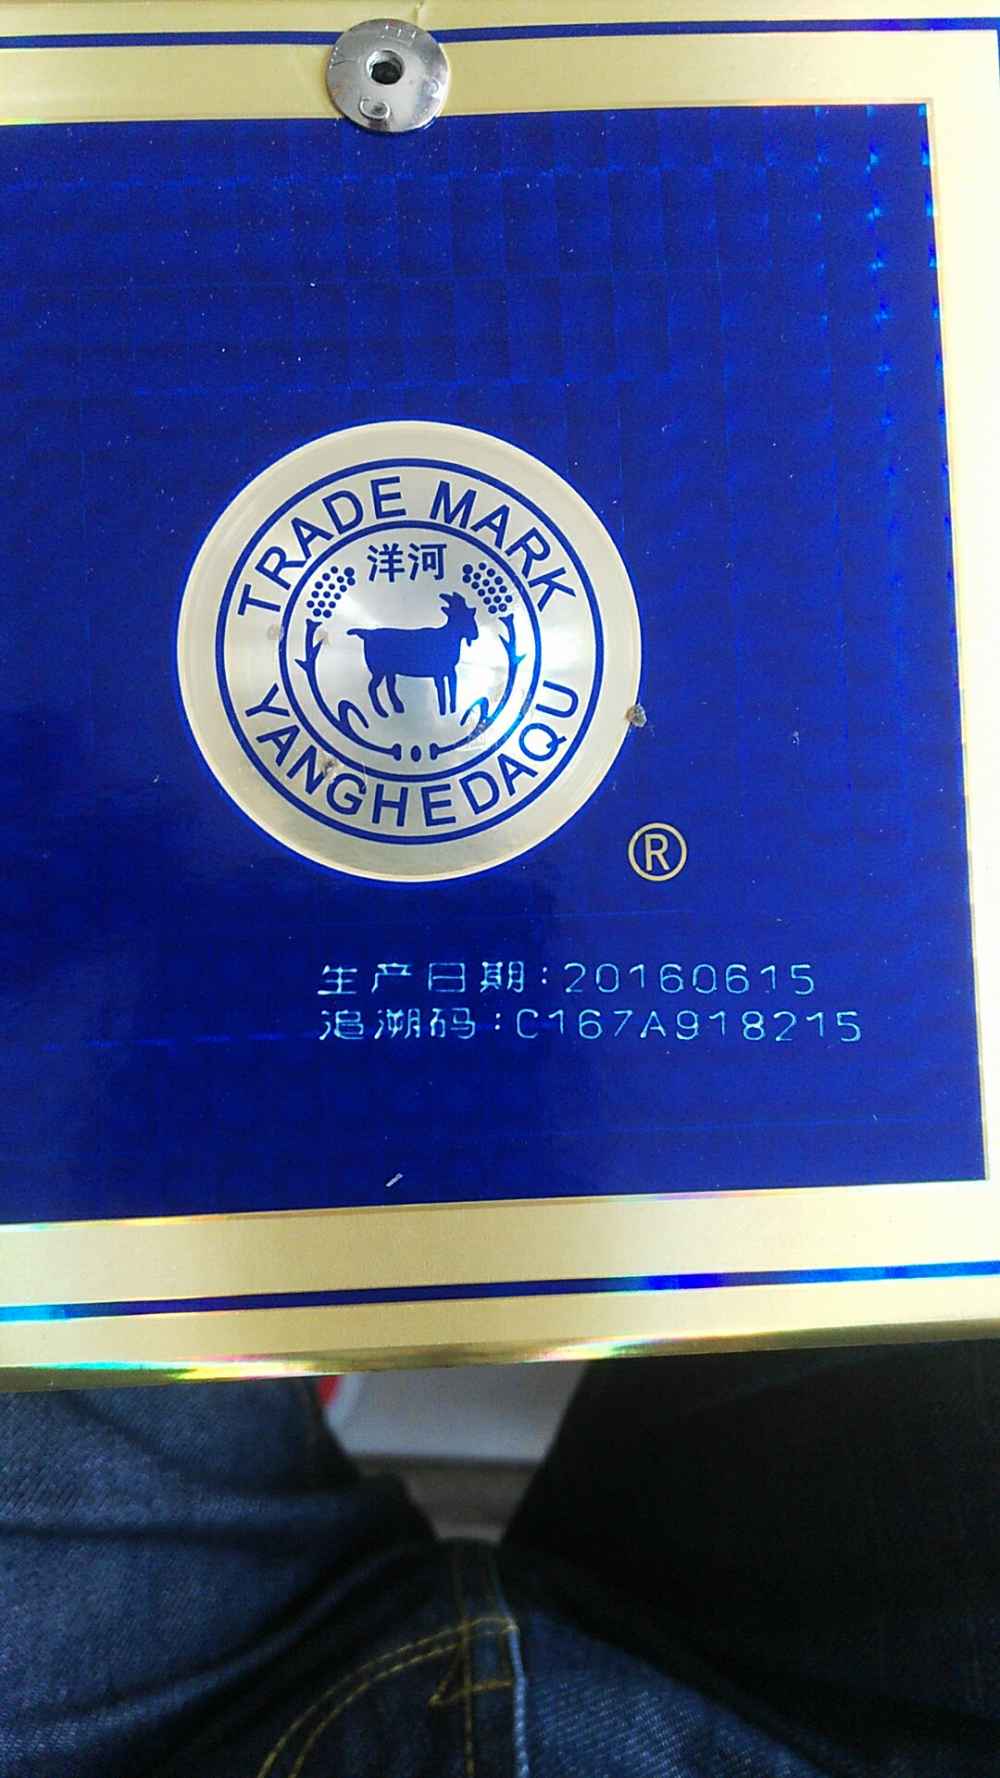 TRADE MARK
洋河
YANGHEDAQU
®
生产日期:20160615
追溯码:C167A918215